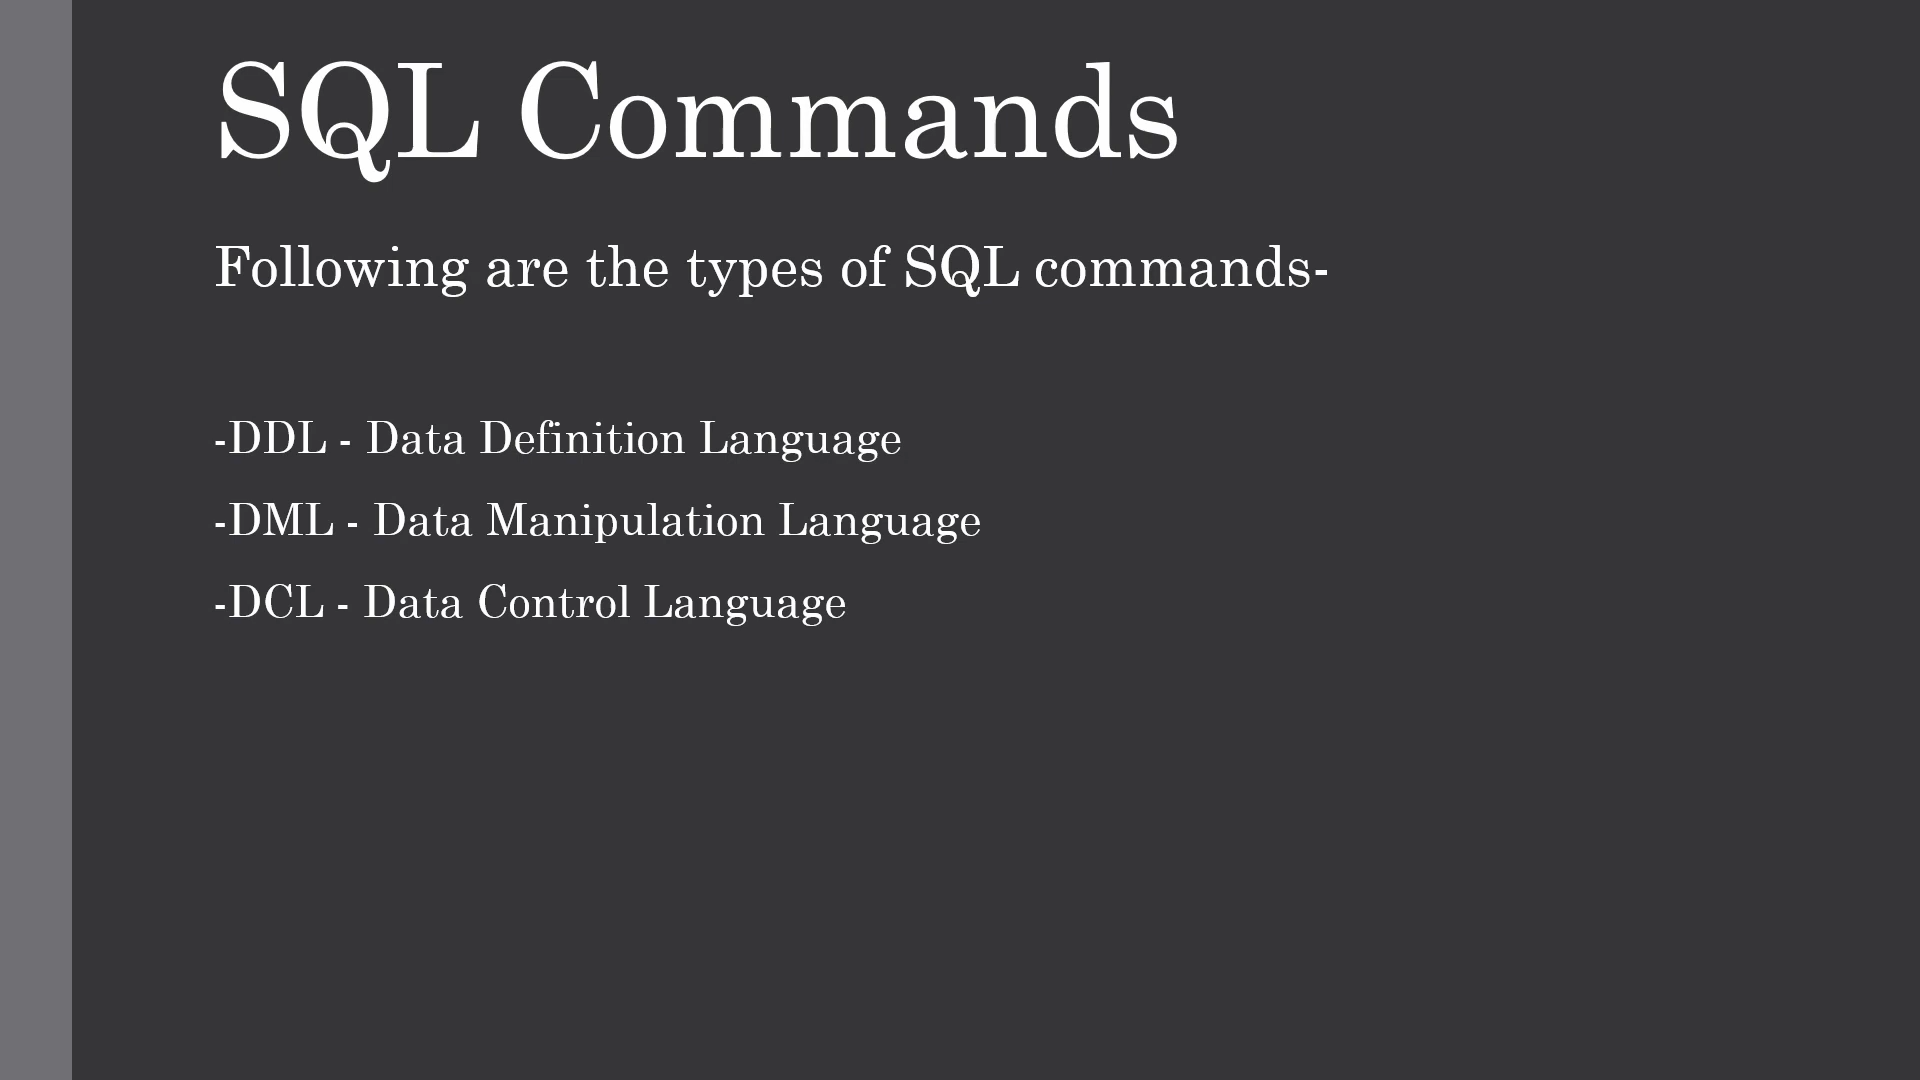 SQL Commands
Following are the types of SQL commands-
-DDL - Data Definition Language
-DML - Data Manipulation Language
-DCL - Data Control Language